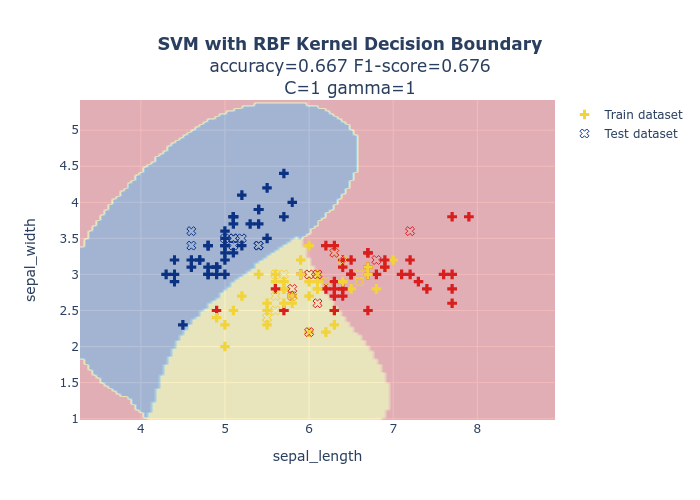 SVM with RBF Kernel Decision Boundary
accuracy=0.667 F1-score=0.676
C=1 gamma=1
Train dataset
Test dataset
5
4.5
4
3.5
3
2.5
2
1.5
1
sepal_width
4
5
6
7
8
sepal_length